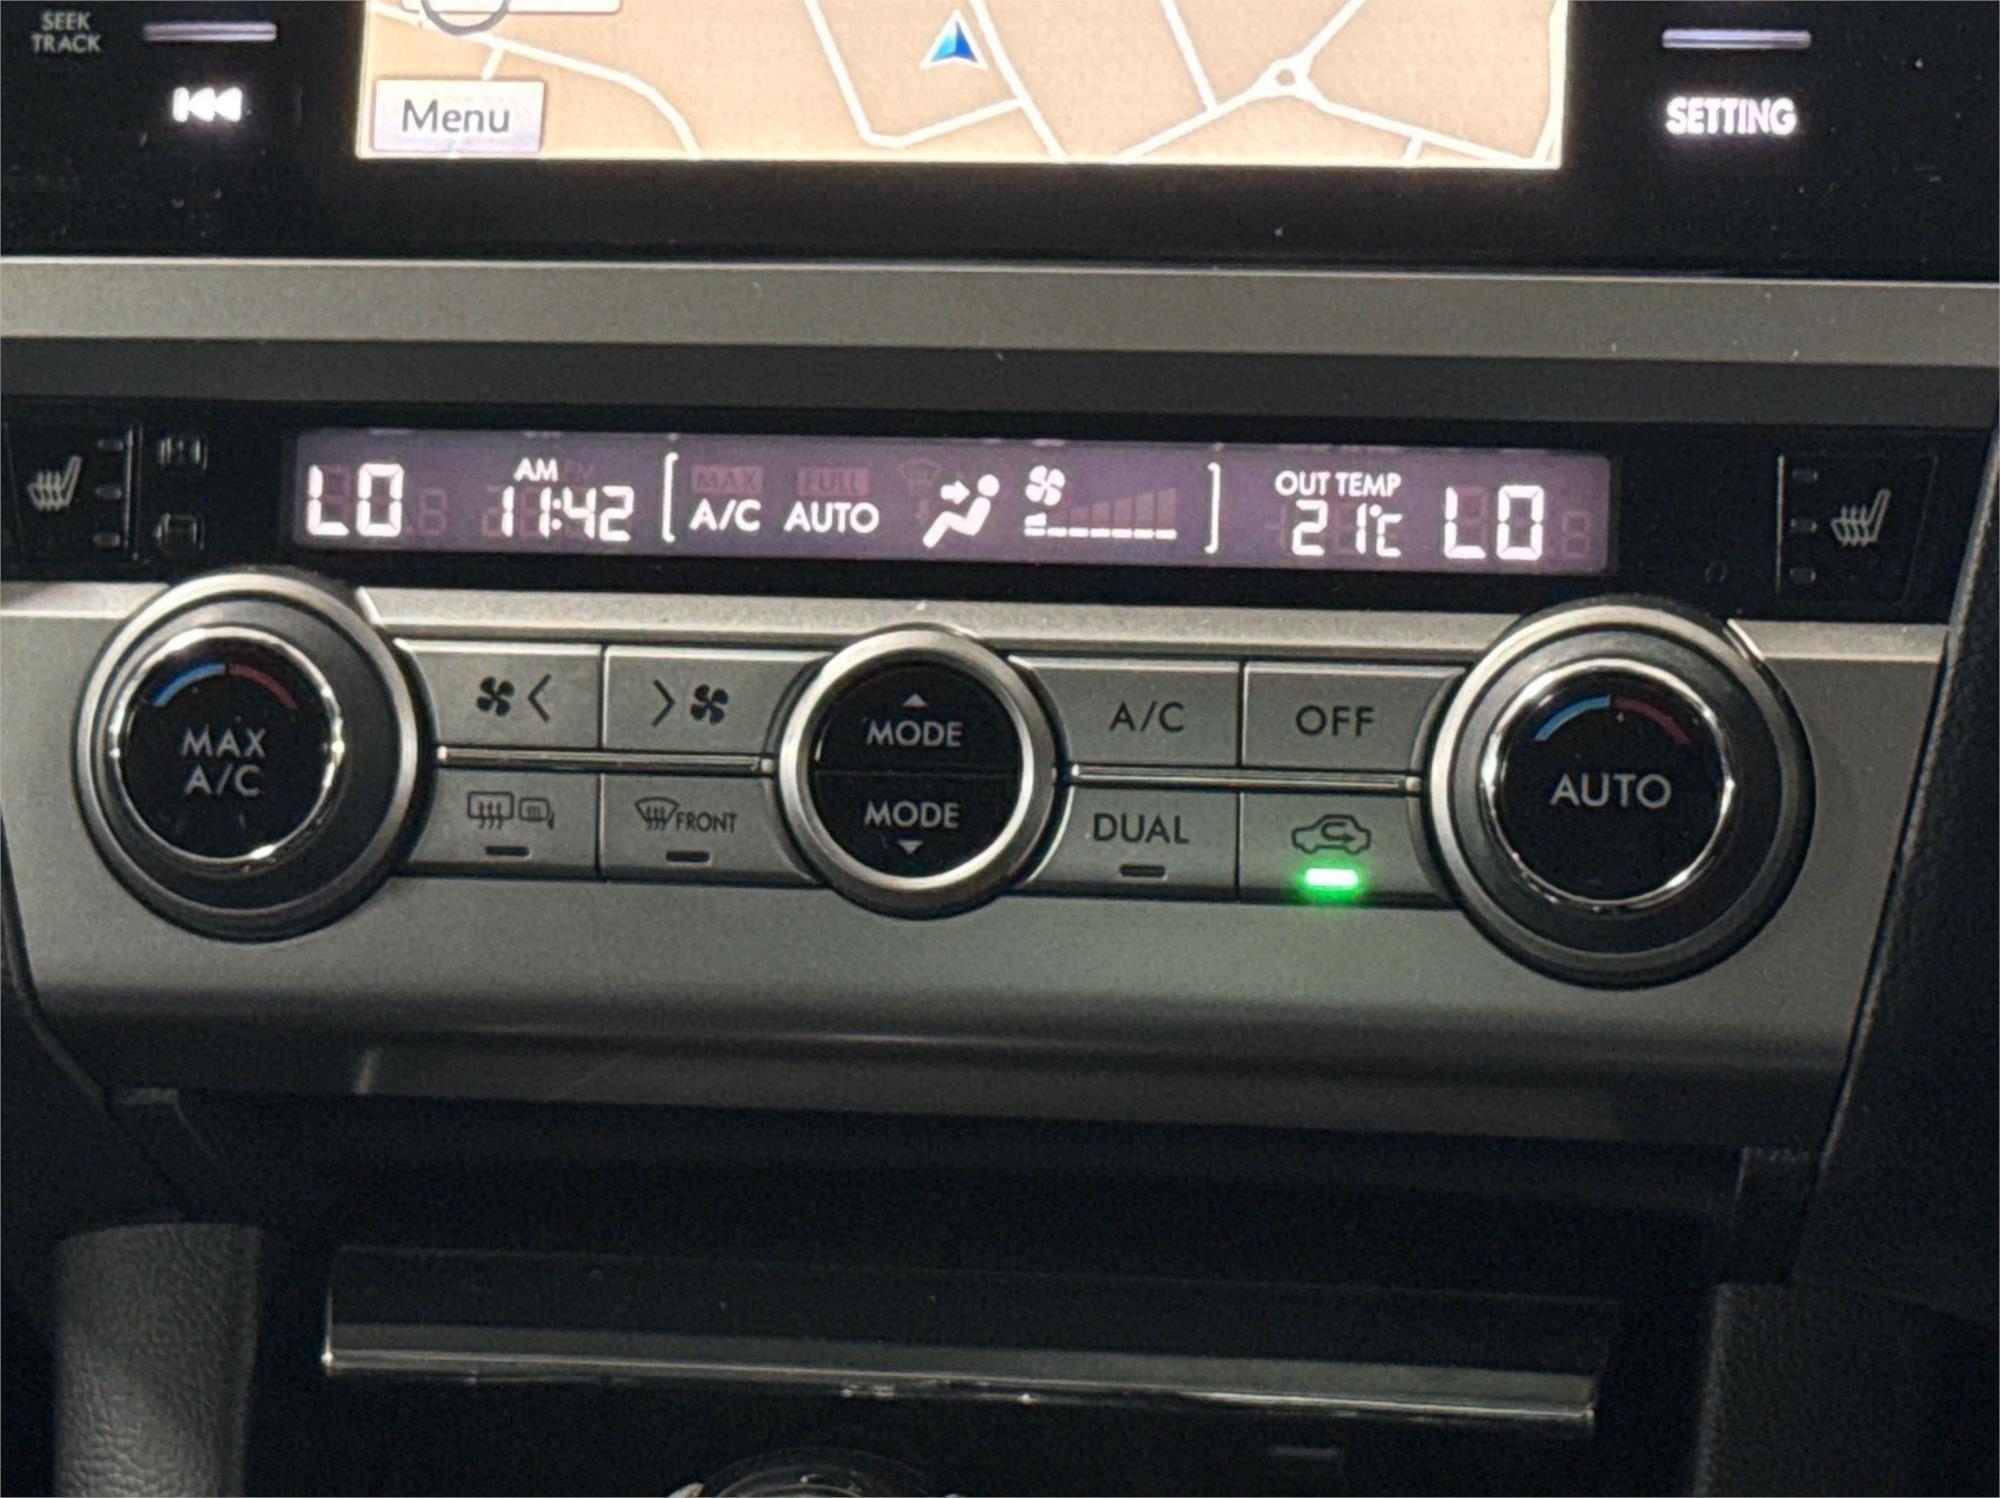 SEEK
TRACK
Menu
SETTING
LO
AM
11:42
MAX
A/C
FULL
AUTO
OUT TEMP
21°C
LO
MAX
A/C
MODE
MODE
FRONT
A/C
OFF
DUAL
AUTO